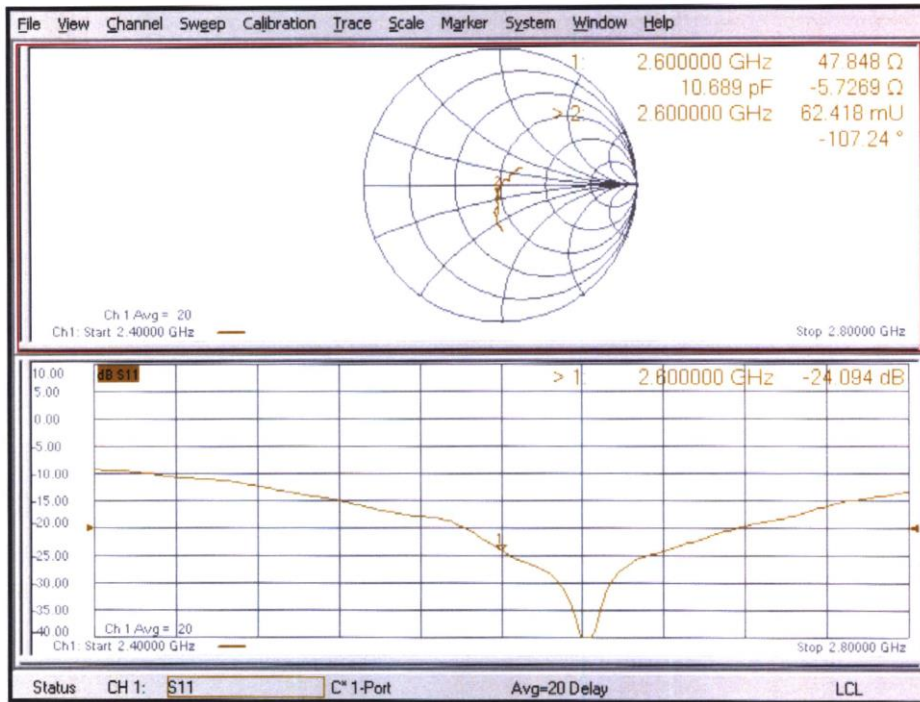 File View Channel Sweep Calibration Trace Scale Marker System Window Help
1: 2.600000 GHz 47.848 Ω
10.689 pF -5.7269 Ω
> 2: 2.600000 GHz 62.418 mU
-107.24 °
Ch 1 Avg = 20
Ch1: Start 2.40000 GHz
Stop 2.80000 GHz
10.00
dB S11
> 1: 2.600000 GHz -24.094 dB
5.00
0.00
-5.00
-10.00
-15.00
-20.00
1
-25.00
-30.00
-35.00
-40.00
Ch 1 Avg = 20
Ch1: Start 2.40000 GHz
Stop 2.80000 GHz
Status CH 1: S11 C* 1-Port Avg=20 Delay LCL